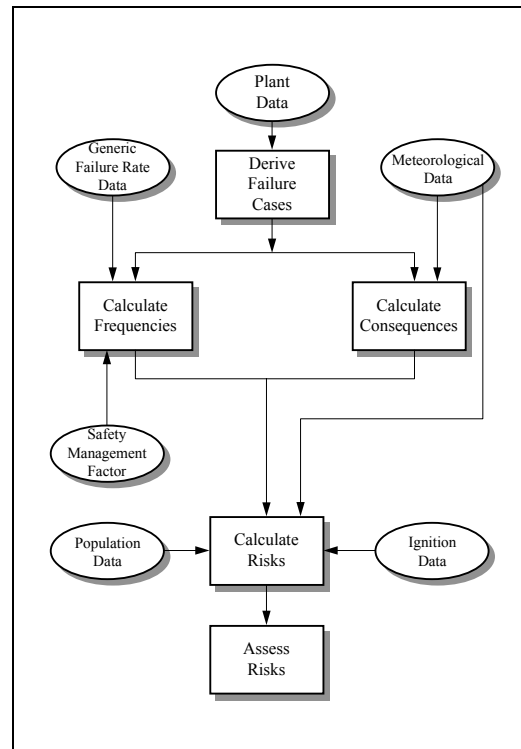 Plant
Data
Generic
Failure Rate
Data
Derive
Failure
Cases
Meteorological
Data
Calculate
Frequencies
Calculate
Consequences
Safety
Management
Factor
Population
Data
Calculate
Risks
Ignition
Data
Assess
Risks